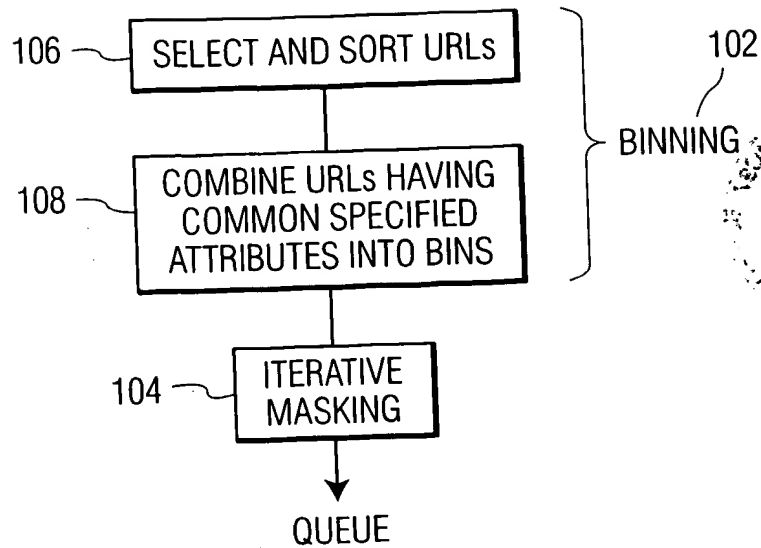 106
SELECT AND SORT URLs
102
BINNING
108
COMBINE URLs HAVING
COMMON SPECIFIED
ATTRIBUTES INTO BINS
104
ITERATIVE
MASKING
QUEUE